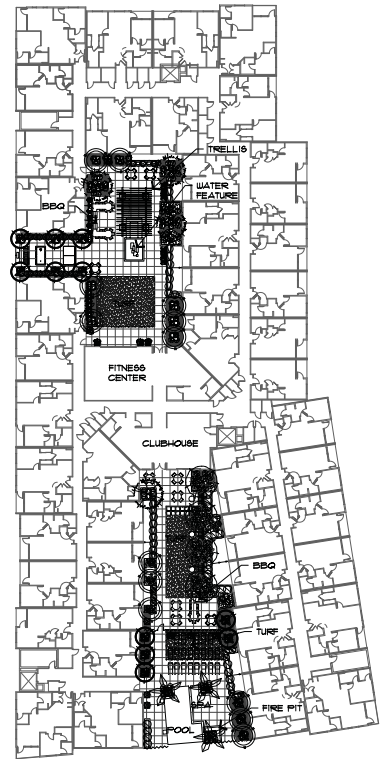 TRELLIS
WATER
FEATURE
BBQ
FITNESS
CENTER
CLUBHOUSE
BBQ
TURF
SPA
FIRE PIT
POOL